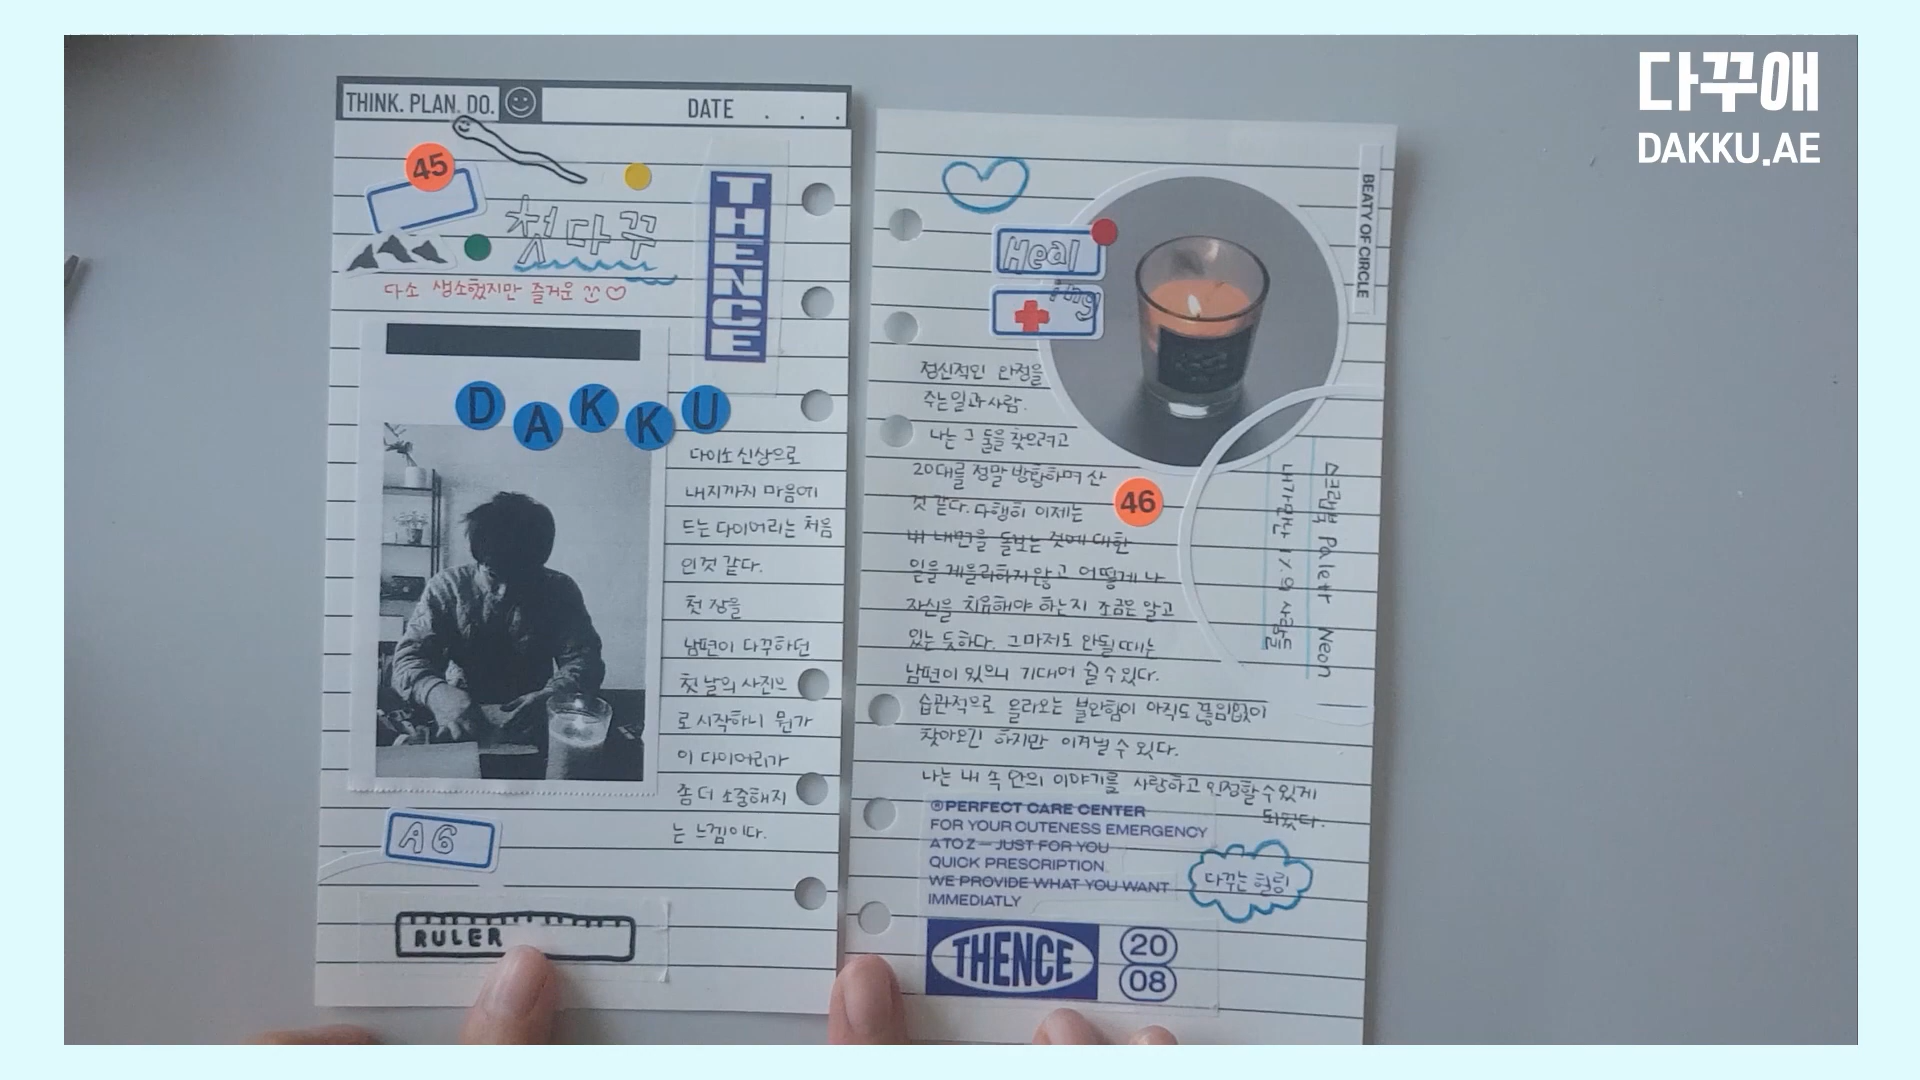 다꾸애
DAKKU.AE
THINK. PLAN. DO.
DATE . . .
45
첫다꾸
다소 생소했지만 즐거운 ♡
THENCE
DAKKU
다이소 신상으로
내지까지 마음에
드는 다이어리는 처음
인것 같다.
첫 장을
남편이 다꾸하던
첫 날의 사진으
로 시작하니 뭔가
이 다이어리가
좀 더 소중해지
는 느낌이다.
A6
RULER
BEATY OF CIRCLE
Heal
ing
정신적인 안정을
주는일과사람.
나는 그 둘을 찾으려고
20대를 정말 방탕하며 산
것 같다. 다행히 이제는
내 내면을 돌보는 것에 대한
일을 게을리하지않고 어떻게 나
자신을 치유해야 하는지 조금은 알고
있는 듯하다. 그마저도 안될 때는
남편이 있으니 기대어 쉴 수 있다.
습관적으로 올라오는 불안함이 아직도 끊임없이
찾아오긴 하지만 이겨낼 수 있다.
나는 내 속 안의 이야기를 사랑하고 인정할 수 있게
되었다.
46
스크랩북 Palett Neon
내가만난 사람들
®PERFECT CARE CENTER
FOR YOUR CUTENESS EMERGENCY
A TO Z — JUST FOR YOU
QUICK PRESCRIPTION
WE PROVIDE WHAT YOU WANT
IMMEDIATLY
다꾸는 힐링
THENCE
20
08